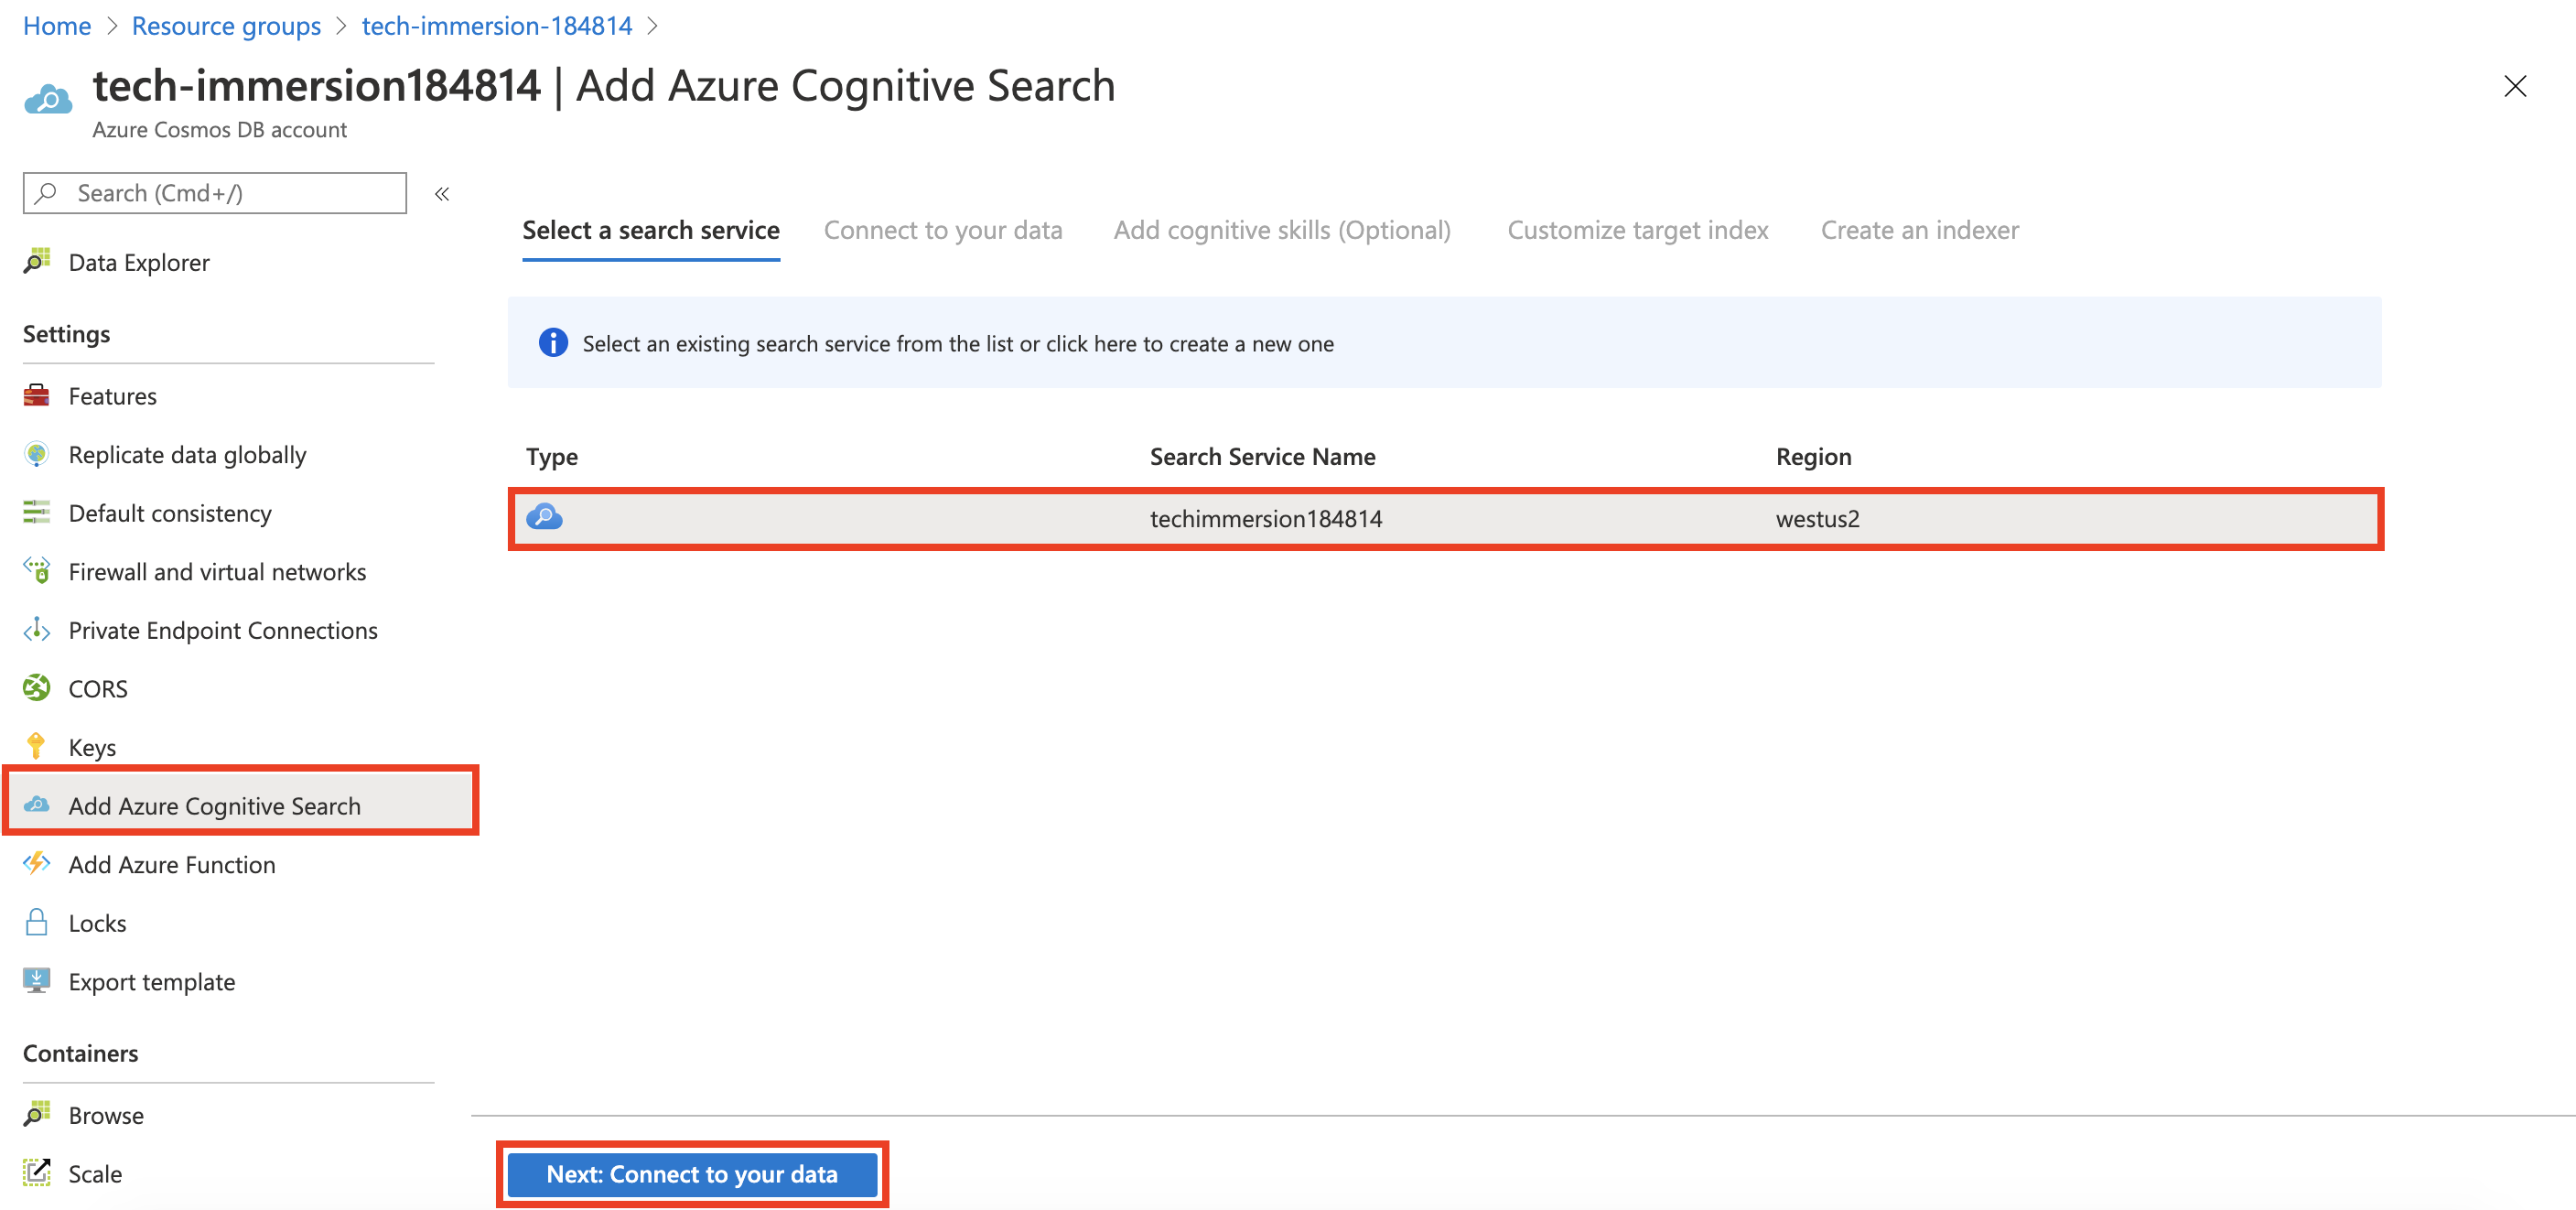 Home > Resource groups > tech-immersion-184814 >
tech-immersion184814 | Add Azure Cognitive Search
Azure Cosmos DB account
Search (Cmd+/)
«
Data Explorer
Settings
Features
Replicate data globally
Default consistency
Firewall and virtual networks
Private Endpoint Connections
CORS
Keys
Add Azure Cognitive Search
Add Azure Function
Locks
Export template
Containers
Browse
Scale
Select a search service Connect to your data Add cognitive skills (Optional) Customize target index Create an indexer
Select an existing search service from the list or click here to create a new one
Type Search Service Name Region
techimmersion184814 westus2
Next: Connect to your data